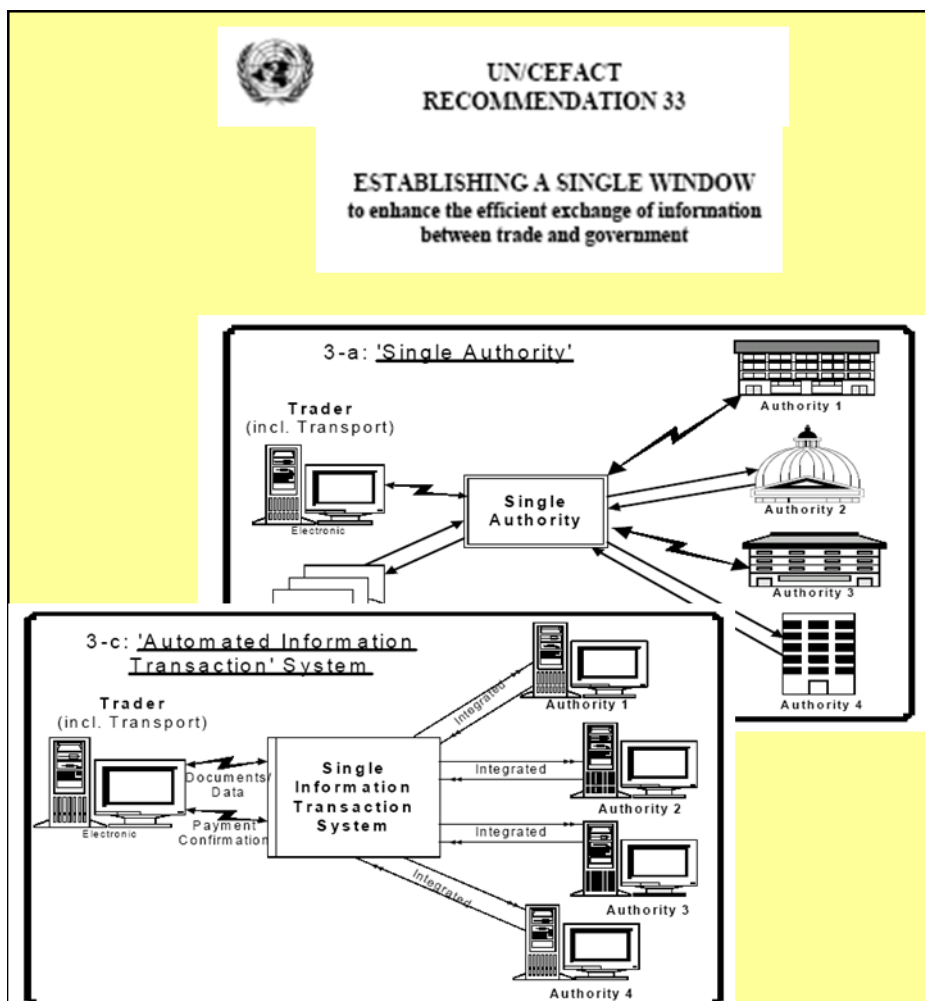 UN/CEFACT
RECOMMENDATION 33
ESTABLISHING A SINGLE WINDOW
to enhance the efficient exchange of information
between trade and government
3-a: 'Single Authority'
Trader
(incl. Transport)
Electronic
Single
Authority
Authority 1
Authority 2
Authority 3
Authority 4
3-c: 'Automated Information
Transaction' System
Trader
(incl. Transport)
Electronic
Documents/
Data
Payment
Confirmation
Single
Information
Transaction
System
Integrated
Authority 1
Integrated
Authority 2
Integrated
Authority 3
Integrated
Integrated
Authority 4